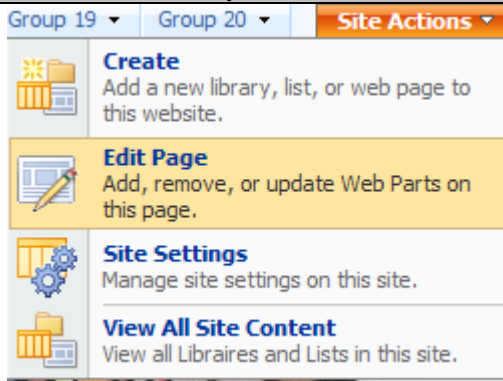 Group 19 Group 20 Site Actions
Create
Add a new library, list, or web page to
this website.
Edit Page
Add, remove, or update Web Parts on
this page.
Site Settings
Manage site settings on this site.
View All Site Content
View all Libraires and Lists in this site.